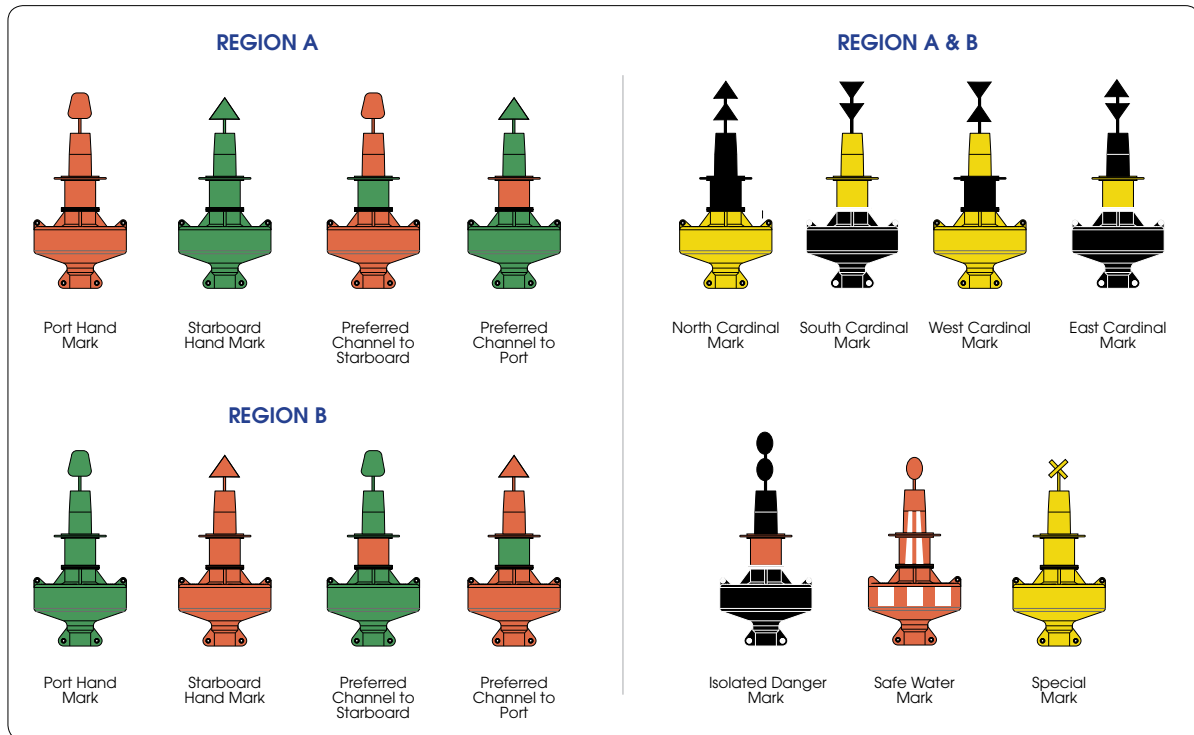 REGION A
Port Hand
Mark
Starboard
Hand Mark
Preferred
Channel to
Starboard
Preferred
Channel to
Port
REGION B
Port Hand
Mark
Starboard
Hand Mark
Preferred
Channel to
Starboard
Preferred
Channel to
Port
REGION A & B
North Cardinal
Mark
South Cardinal
Mark
West Cardinal
Mark
East Cardinal
Mark
Isolated Danger
Mark
Safe Water
Mark
Special
Mark